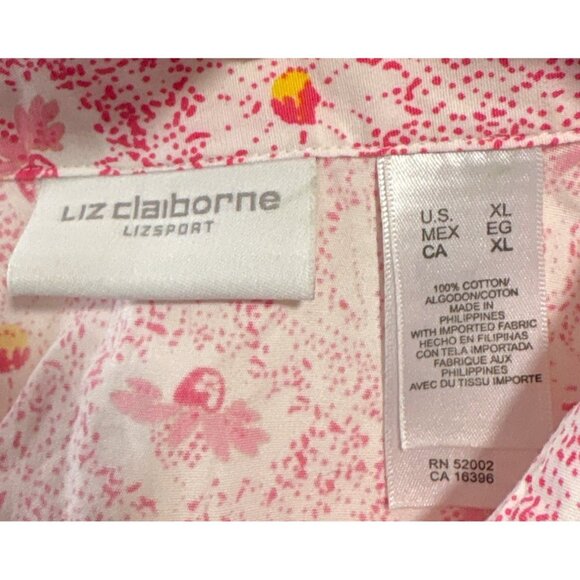 LIZ claiborne
LIZSPORT
U.S. XL
MEX EG
CA XL
100% COTTON/
ALGODON/COTON
MADE IN
PHILIPPINES
WITH IMPORTED FABRIC
HECHO EN FILIPINAS
CON TELA IMPORTADA
FABRIQUE AUX
PHILIPPINES
AVEC DU TISSU IMPORTE
RN 52002
CA 16396